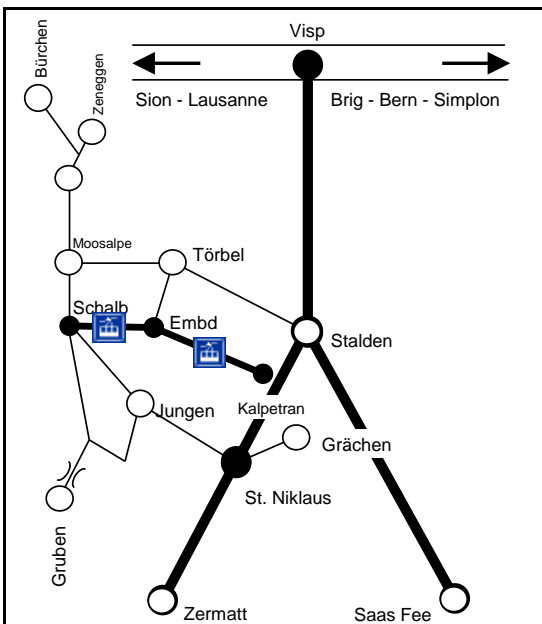 Visp
Bürchen
Zeneggen
Sion - Lausanne
Brig - Bern - Simplon
Moosalpe
Törbel
Schalb
Embd
Stalden
Kalpetran
Jungen
Grächen
St. Niklaus
Gruben
Zermatt
Saas Fee